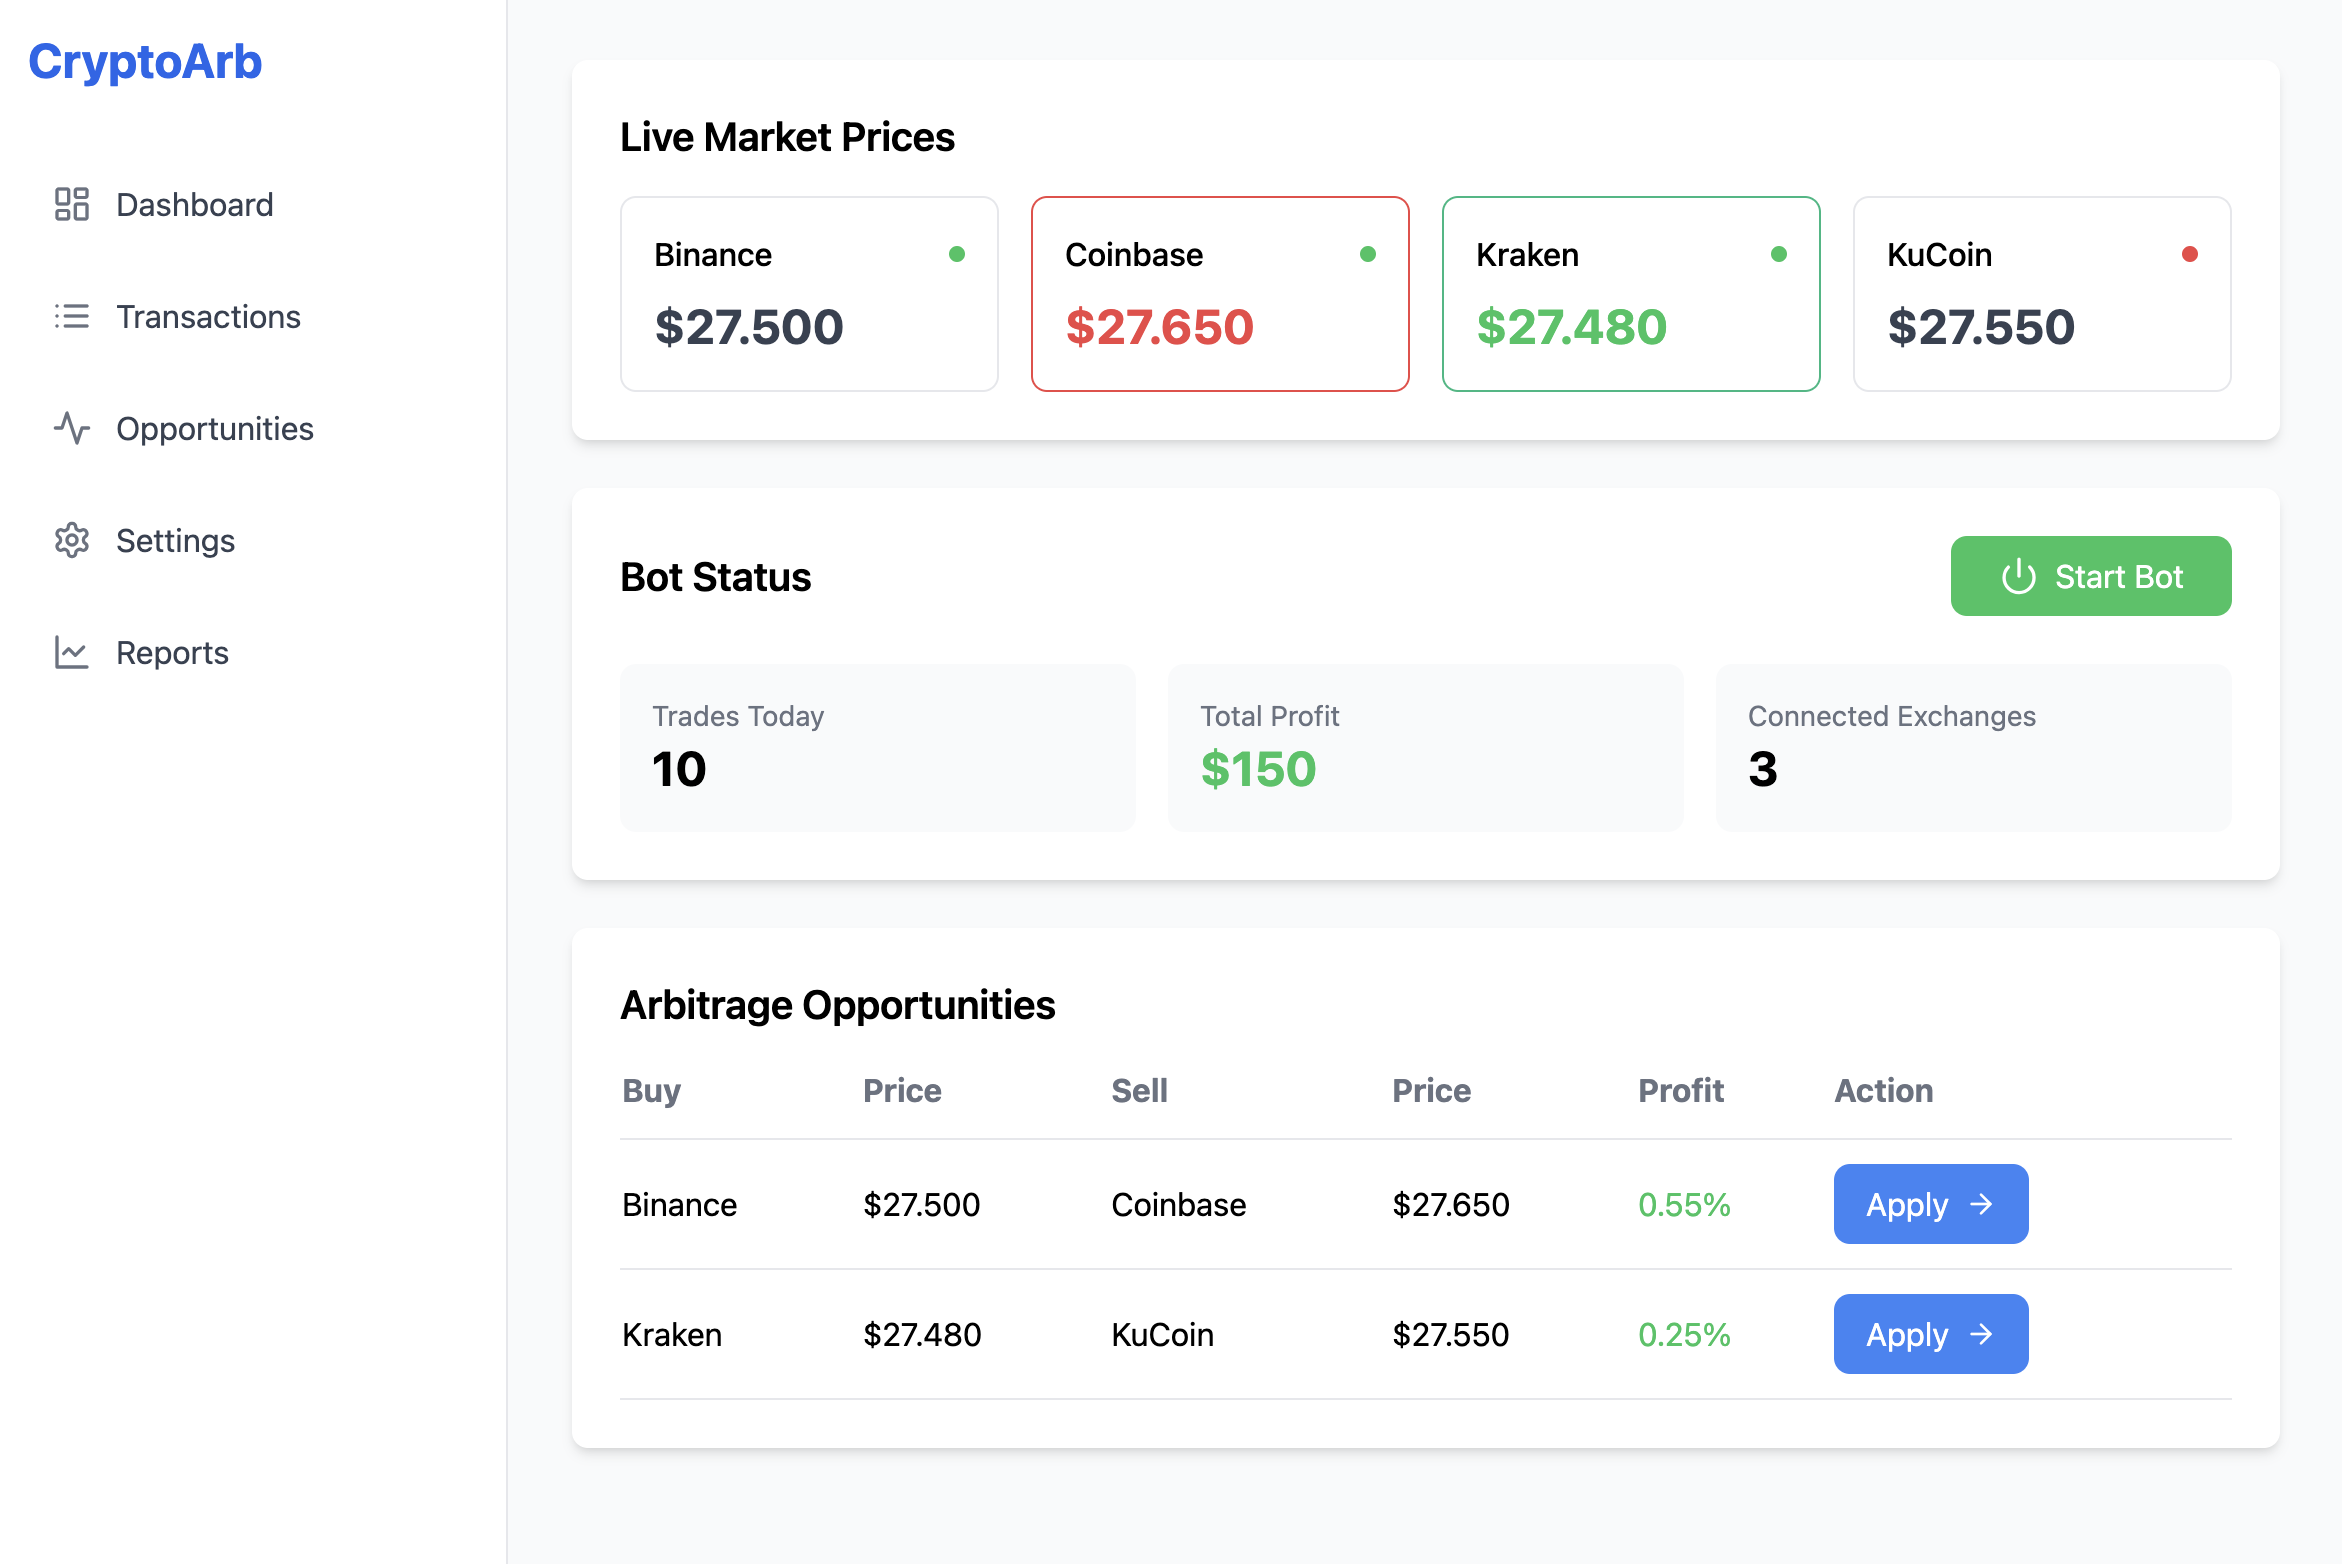 CryptoArb
Dashboard
Transactions
Opportunities
Settings
Reports
Live Market Prices
Binance
$27.500
Coinbase
$27.650
Kraken
$27.480
KuCoin
$27.550
Bot Status
Start Bot
Trades Today
10
Total Profit
$150
Connected Exchanges
3
Arbitrage Opportunities
Buy Price Sell Price Profit Action
Binance $27.500 Coinbase $27.650 0.55% Apply
Kraken $27.480 KuCoin $27.550 0.25% Apply